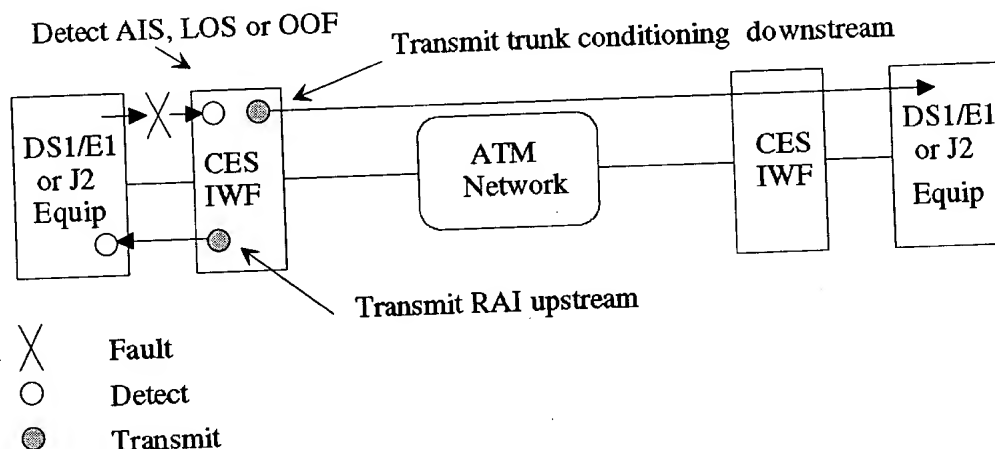 Detect AIS, LOS or OOF
Transmit trunk conditioning downstream
DS1/E1
or J2
Equip
CES
IWF
ATM
Network
CES
IWF
DS1/E1
or J2
Equip
Transmit RAI upstream
Fault
Detect
Transmit